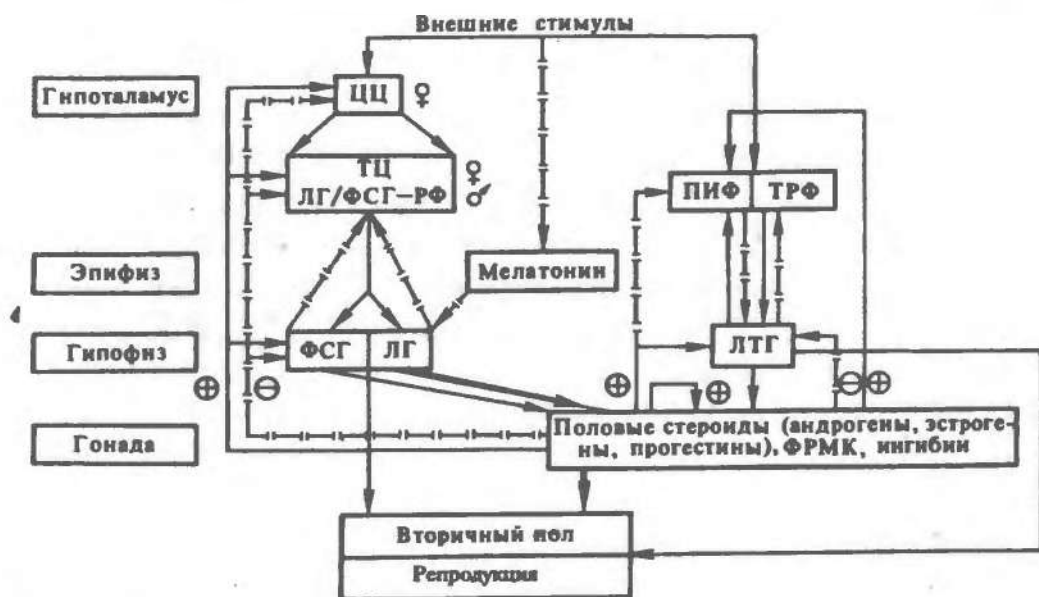 Внешние стимулы
Гипоталамус
ЦЦ ♀
ТЦ ♀
ЛГ/ФСГ—РФ ♂
ПИФ ТРФ
Эпифиз
Мелатонин
Гипофиз
ФСГ ЛГ
ЛТГ
⊕ ⊖ ⊕ ⊕ ⊖ ⊕
Гонада
Половые стероиды (андрогены, эстроге-
ны, прогестины), ФРМК, ингибии
Вторичный пол
Репродукция